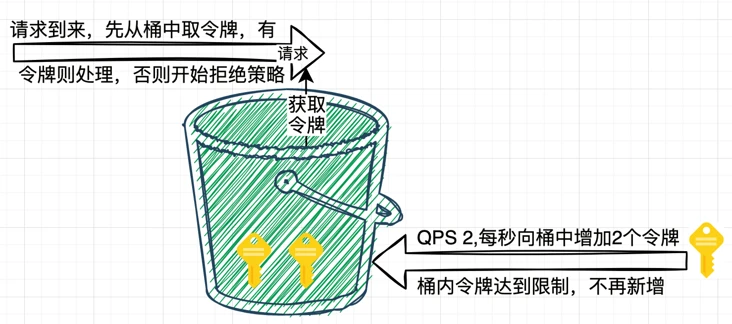 请求到来，先从桶中取令牌，有
请求
令牌则处理，否则开始拒绝策略
获取
令牌
QPS 2,每秒向桶中增加2个令牌
桶内令牌达到限制，不再新增